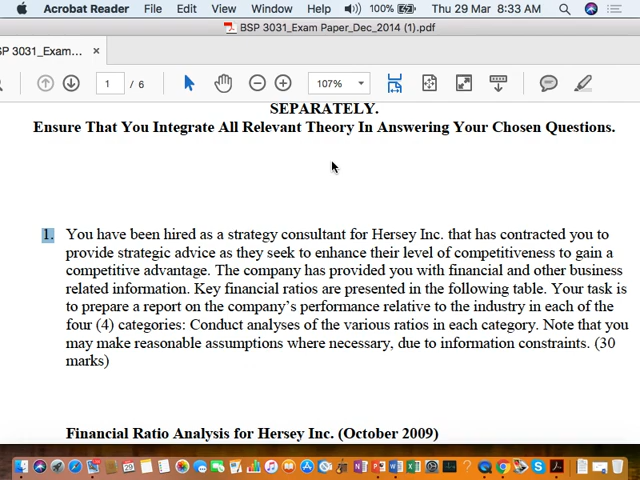 Acrobat Reader File Edit View Window Help 100% Thu 29 Mar 8:33 AM
BSP 3031_Exam Paper_Dec_2014 (1).pdf
SP 3031_Exam... ×
1 / 6 107%
SEPARATELY.
Ensure That You Integrate All Relevant Theory In Answering Your Chosen Questions.
1. You have been hired as a strategy consultant for Hersey Inc. that has contracted you to
provide strategic advice as they seek to enhance their level of competitiveness to gain a
competitive advantage. The company has provided you with financial and other business
related information. Key financial ratios are presented in the following table. Your task is
to prepare a report on the company's performance relative to the industry in each of the
four (4) categories: Conduct analyses of the various ratios in each category. Note that you
may make reasonable assumptions where necessary, due to information constraints. (30
marks)
Financial Ratio Analysis for Hersey Inc. (October 2009)